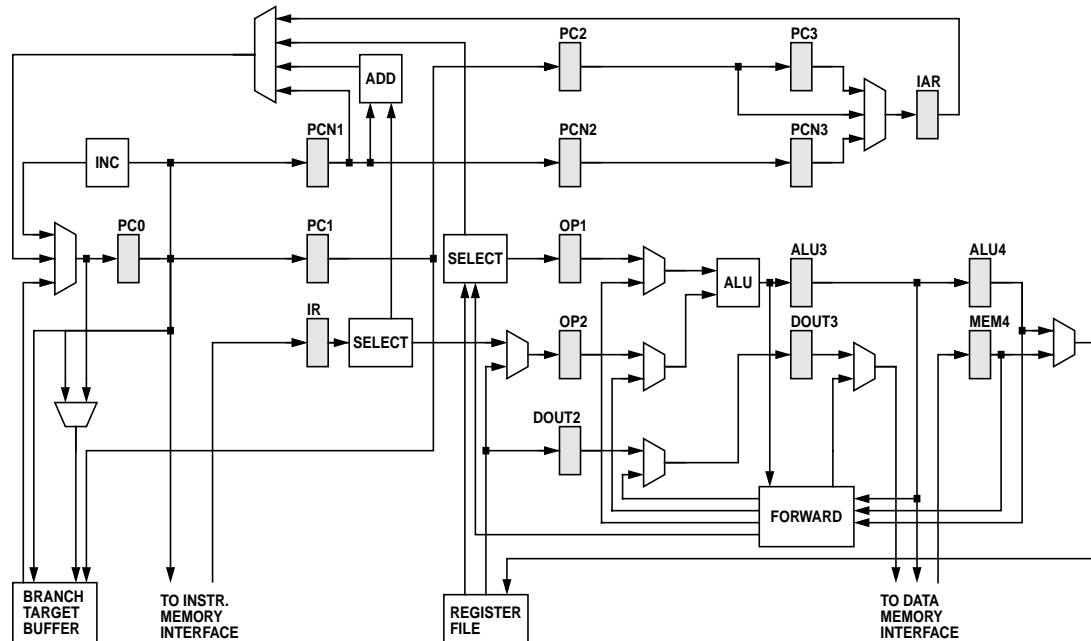 PC2
PC3
ADD
IAR
PCN1
PCN2
PCN3
INC
PC0
PC1
OP1
SELECT
ALU
ALU3
ALU4
IR
SELECT
OP2
DOUT3
MEM4
DOUT2
FORWARD
BRANCH
TARGET
BUFFER
TO INSTR.
MEMORY
INTERFACE
REGISTER
FILE
TO DATA
MEMORY
INTERFACE